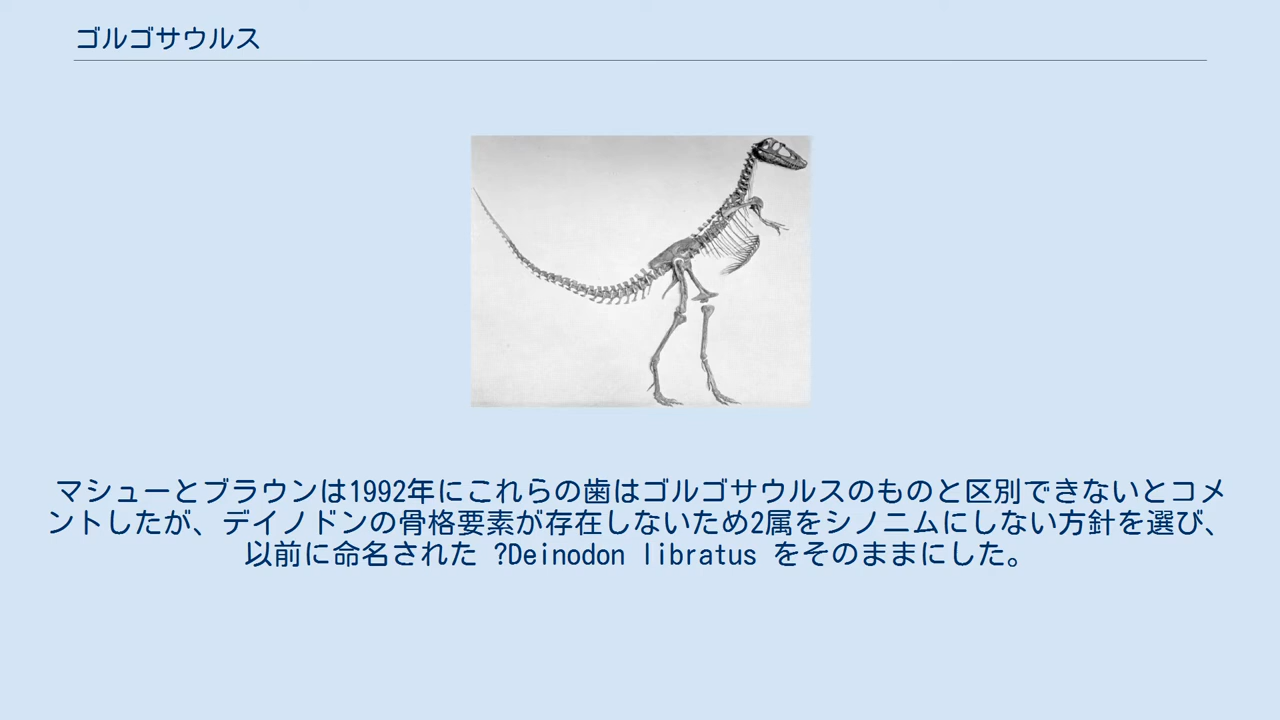 ゴルゴサウルス
マシューとブラウンは1992年にこれらの歯はゴルゴサウルスのものと区別できないとコメ
ントしたが、デイノドンの骨格要素が存在しないため2属をシノニムにしない方針を選び、
以前に命名された ?Deinodon libratus をそのままにした。